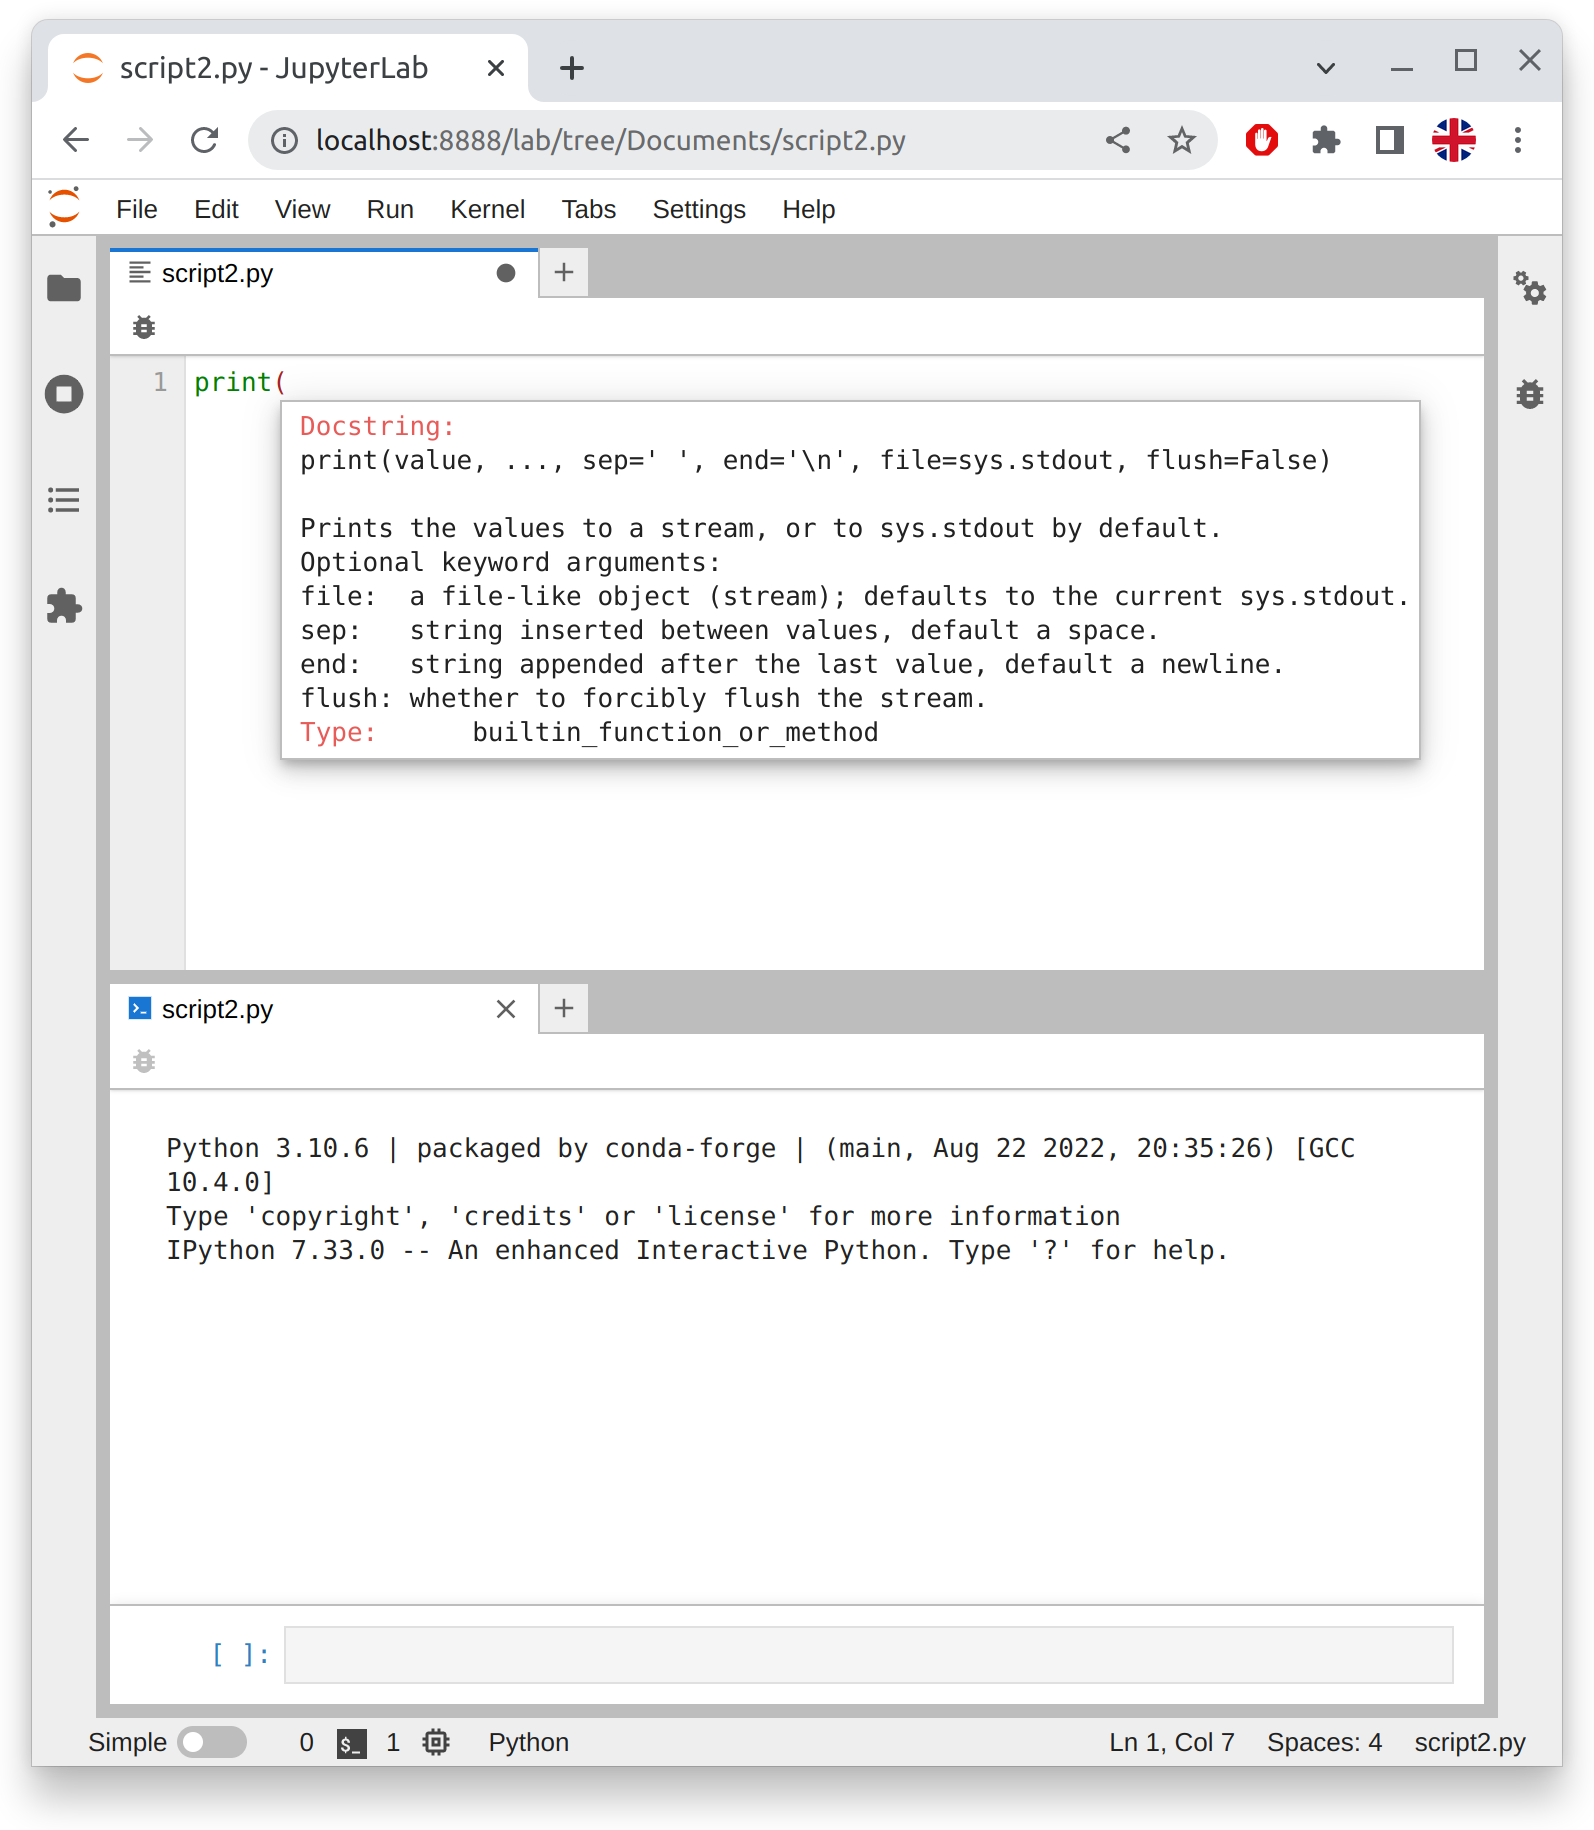 script2.py - JupyterLab
localhost:8888/lab/tree/Documents/script2.py
File Edit View Run Kernel Tabs Settings Help
script2.py
1 print(
Docstring:
print(value, ..., sep=' ', end='\n', file=sys.stdout, flush=False)
Prints the values to a stream, or to sys.stdout by default.
Optional keyword arguments:
file:  a file-like object (stream); defaults to the current sys.stdout.
sep:   string inserted between values, default a space.
end:   string appended after the last value, default a newline.
flush: whether to forcibly flush the stream.
Type:      builtin_function_or_method
script2.py
Python 3.10.6 | packaged by conda-forge | (main, Aug 22 2022, 20:35:26) [GCC
10.4.0]
Type 'copyright', 'credits' or 'license' for more information
IPython 7.33.0 -- An enhanced Interactive Python. Type '?' for help.
[ ]:
Simple 0 $_ 1 Python Ln 1, Col 7 Spaces: 4 script2.py